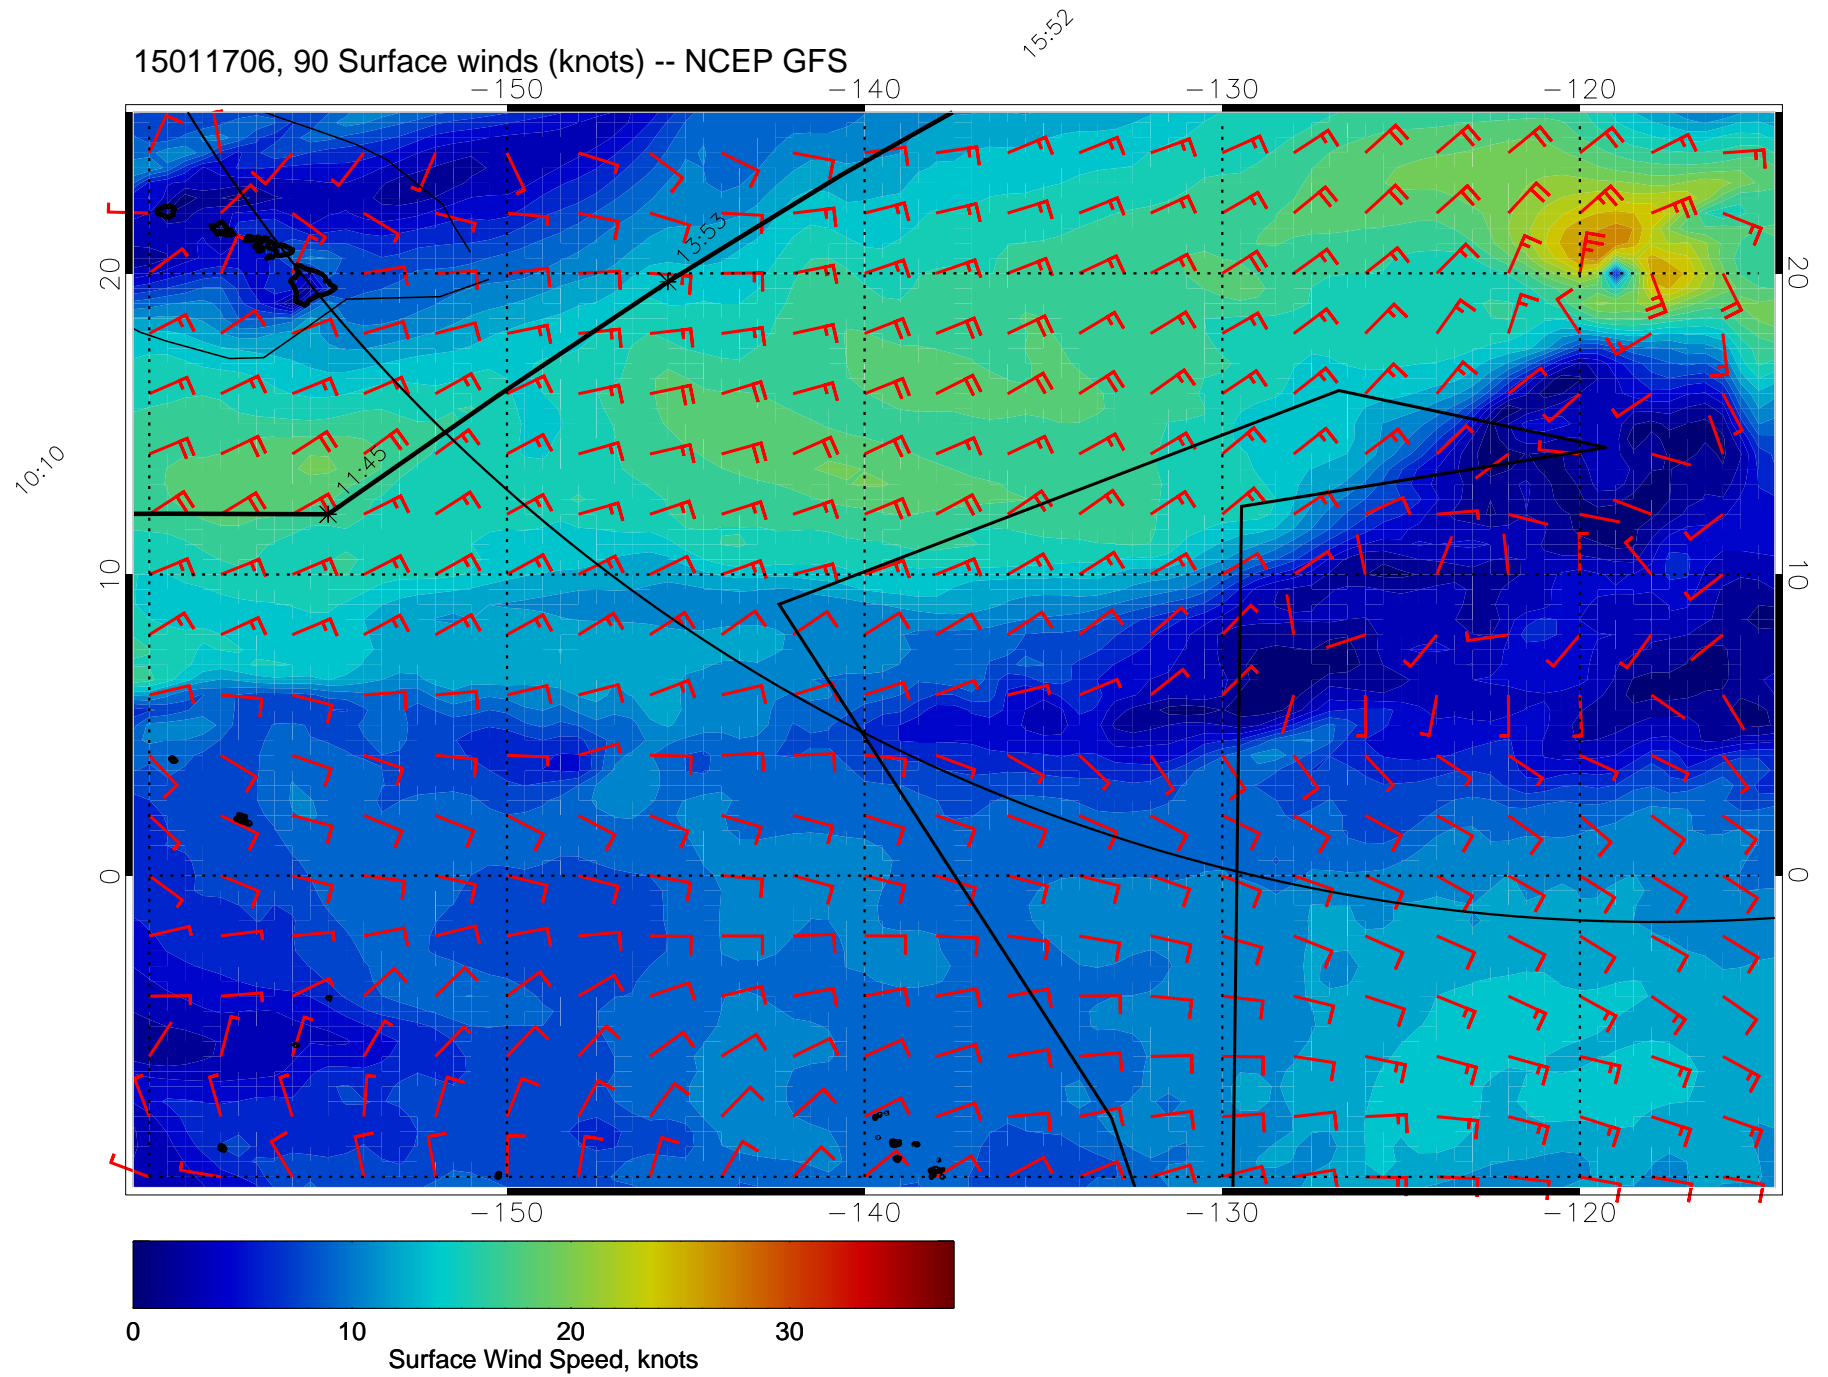 15:52
15011706, 90 Surface winds (knots) -- NCEP GFS
-150 -140 -130 -120
13:53
20 20
11:45
10:10
10 10
0 0
-150 -140 -130 -120
0 10 20 30
Surface Wind Speed, knots